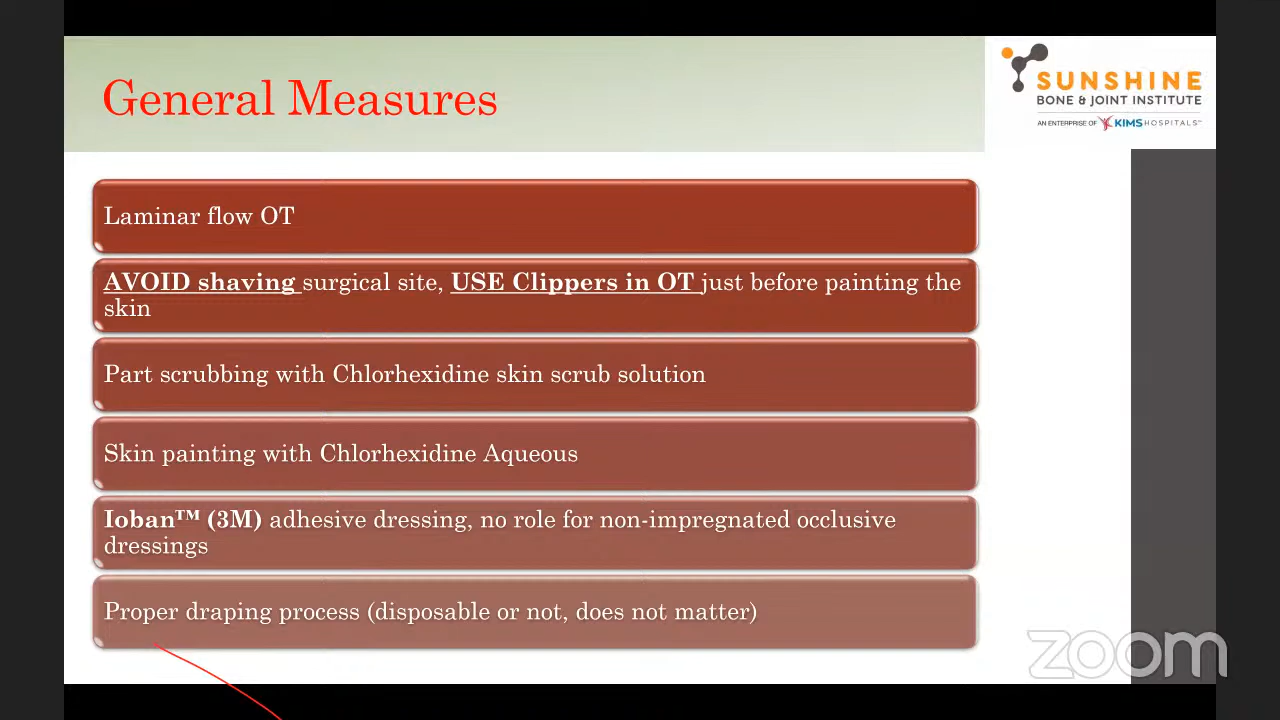 General Measures
SUNSHINE
BONE & JOINT INSTITUTE
AN ENTERPRISE OF KIMS HOSPITALS™
Laminar flow OT
AVOID shaving surgical site, USE Clippers in OT just before painting the
skin
Part scrubbing with Chlorhexidine skin scrub solution
Skin painting with Chlorhexidine Aqueous
Ioban™ (3M) adhesive dressing, no role for non-impregnated occlusive
dressings
Proper draping process (disposable or not, does not matter)
zoom